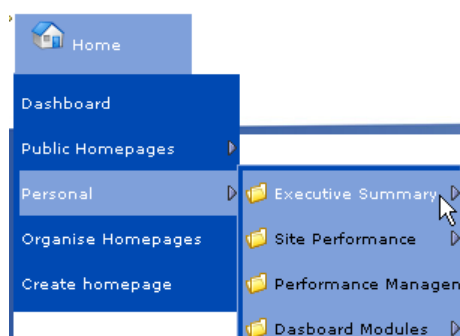 Home
Dashboard
Public Homepages
Personal
Organise Homepages
Create homepage
Executive Summary
Site Performance
Performance Managen
Dasboard Modules